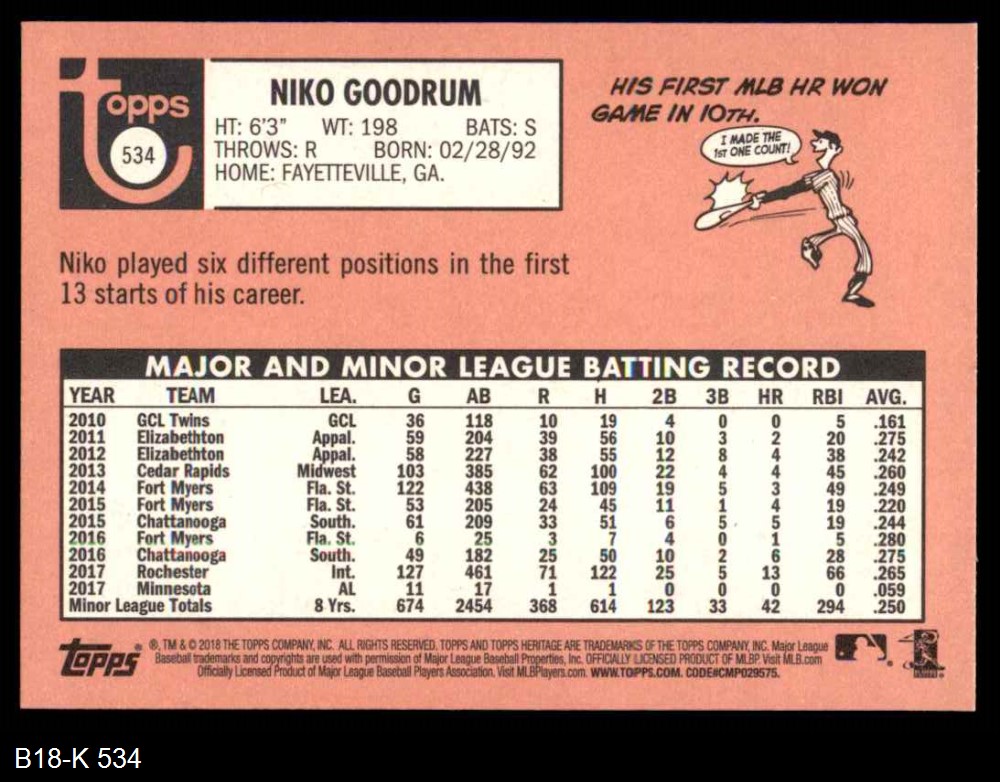 Topps
534
NIKO GOODRUM
HT: 6'3" WT: 198 BATS: S
THROWS: R BORN: 02/28/92
HOME: FAYETTEVILLE, GA.
HIS FIRST MLB HR WON
GAME IN 10TH.
I MADE THE
1ST ONE COUNT!
Niko played six different positions in the first
13 starts of his career.
MAJOR AND MINOR LEAGUE BATTING RECORD
YEAR TEAM LEA. G AB R H 2B 3B HR RBI AVG.
2010 GCL Twins GCL 36 118 10 19 4 0 0 5 .161
2011 Elizabethton Appal. 59 204 39 56 10 3 2 20 .275
2012 Elizabethton Appal. 58 227 38 55 12 8 4 38 .242
2013 Cedar Rapids Midwest 103 385 62 100 22 4 4 45 .260
2014 Fort Myers Fla. St. 122 438 63 109 19 5 3 49 .249
2015 Fort Myers Fla. St. 53 205 24 45 11 1 4 19 .220
2015 Chattanooga South. 61 209 33 51 6 5 5 19 .244
2016 Fort Myers Fla. St. 6 25 3 7 4 0 1 5 .280
2016 Chattanooga South. 49 182 25 50 10 2 6 28 .275
2017 Rochester Int. 127 461 71 122 25 5 13 66 .265
2017 Minnesota AL 11 17 1 1 0 0 0 0 .059
Minor League Totals 8 Yrs. 674 2454 368 614 123 33 42 294 .250
Topps ®, TM & © 2018 THE TOPPS COMPANY, INC. ALL RIGHTS RESERVED. TOPPS AND TOPPS HERITAGE ARE TRADEMARKS OF THE TOPPS COMPANY, INC. Major League
Baseball trademarks and copyrights are used with permission of Major League Baseball Properties, Inc. OFFICIALLY LICENSED PRODUCT OF MLBP. Visit MLB.com
Officially Licensed Product of Major League Baseball Players Association. Visit MLBPlayers.com. WWW.TOPPS.COM. CODE#CMP029575.
B18-K 534